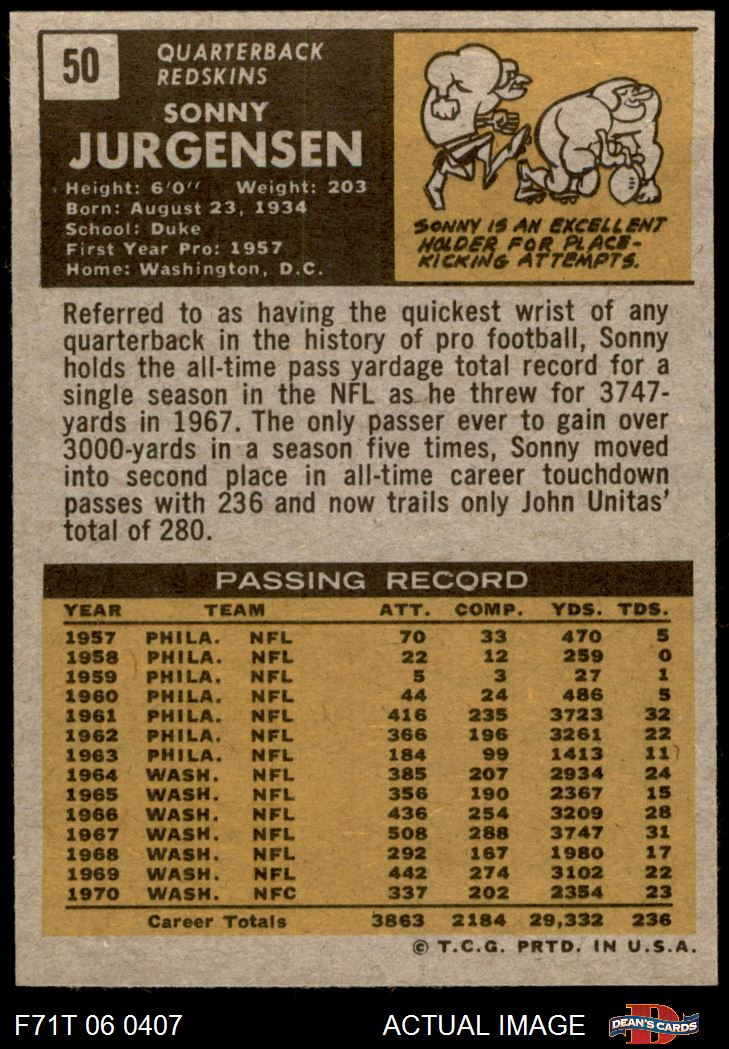 50
QUARTERBACK
REDSKINS
SONNY
JURGENSEN
Height: 6'0" Weight: 203
Born: August 23, 1934
School: Duke
First Year Pro: 1957
Home: Washington, D.C.
SONNY IS AN EXCELLENT
HOLDER FOR PLACE-
KICKING ATTEMPTS.
Referred to as having the quickest wrist of any
quarterback in the history of pro football, Sonny
holds the all-time pass yardage total record for a
single season in the NFL as he threw for 3747-
yards in 1967. The only passer ever to gain over
3000-yards in a season five times, Sonny moved
into second place in all-time career touchdown
passes with 236 and now trails only John Unitas'
total of 280.
PASSING RECORD
YEAR TEAM ATT. COMP. YDS. TDS.
1957 PHILA. NFL 70 33 470 5
1958 PHILA. NFL 22 12 259 0
1959 PHILA. NFL 5 3 27 1
1960 PHILA. NFL 44 24 486 5
1961 PHILA. NFL 416 235 3723 32
1962 PHILA. NFL 366 196 3261 22
1963 PHILA. NFL 184 99 1413 11
1964 WASH. NFL 385 207 2934 24
1965 WASH. NFL 356 190 2367 15
1966 WASH. NFL 436 254 3209 28
1967 WASH. NFL 508 288 3747 31
1968 WASH. NFL 292 167 1980 17
1969 WASH. NFL 442 274 3102 22
1970 WASH. NFC 337 202 2354 23
Career Totals 3863 2184 29,332 236
© T.C.G. PRTD. IN U.S.A.
F71T 06 0407 ACTUAL IMAGE D DEAN'S CARDS